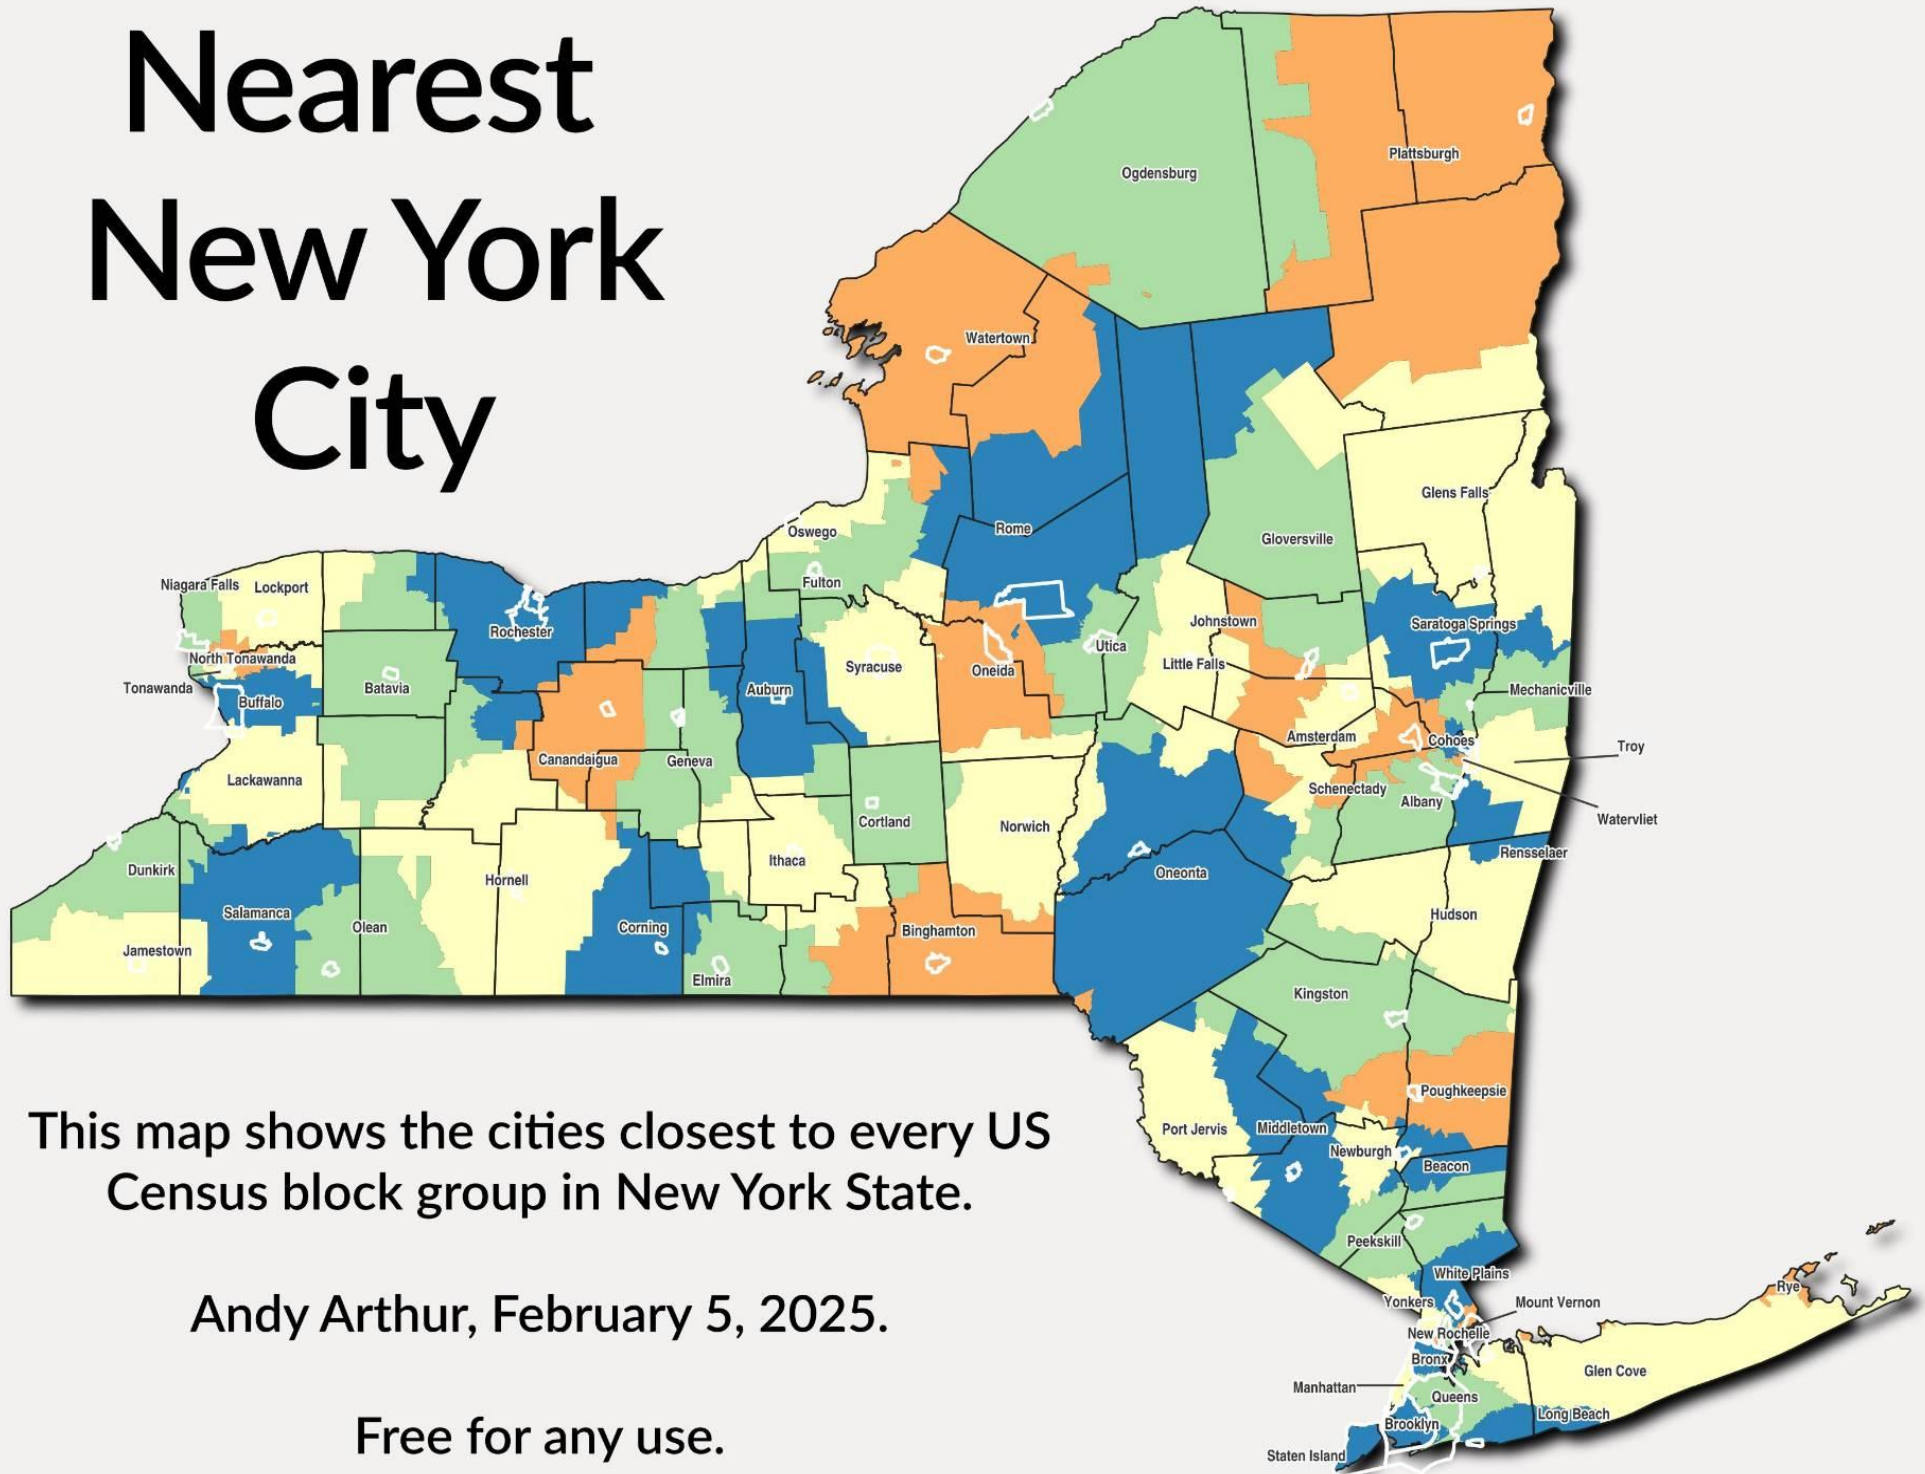 Nearest
New York
City
Ogdensburg
Plattsburgh
Watertown
Glens Falls
Rome
Oswego
Gloversville
Fulton
Niagara Falls
Lockport
Rochester
Johnstown
Saratoga Springs
Utica
North Tonawanda
Syracuse
Oneida
Little Falls
Tonawanda
Batavia
Auburn
Mechanicville
Buffalo
Amsterdam
Cohoes
Troy
Canandaigua
Geneva
Lackawanna
Schenectady
Albany
Watervliet
Cortland
Norwich
Rensselaer
Ithaca
Dunkirk
Oneonta
Hornell
Salamanca
Hudson
Olean
Corning
Binghamton
Jamestown
Elmira
Kingston
Poughkeepsie
Port Jervis
Middletown
Newburgh
Beacon
Peekskill
White Plains
Rye
Yonkers
Mount Vernon
New Rochelle
Bronx
Glen Cove
Manhattan
Queens
Long Beach
Brooklyn
Staten Island
This map shows the cities closest to every US
Census block group in New York State.
Andy Arthur, February 5, 2025.
Free for any use.